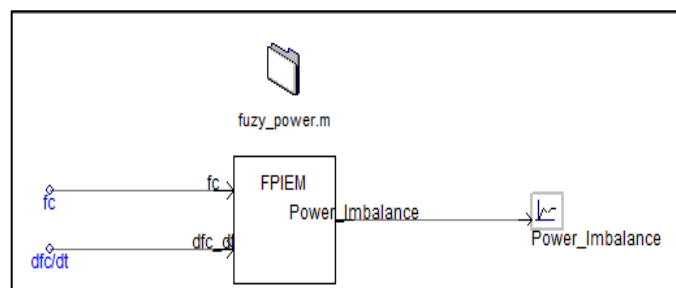 fuzy_power.m
fc
FPIEM
fc
Power_Imbalance
Power_Imbalance
dfc_dt
dfc/dt